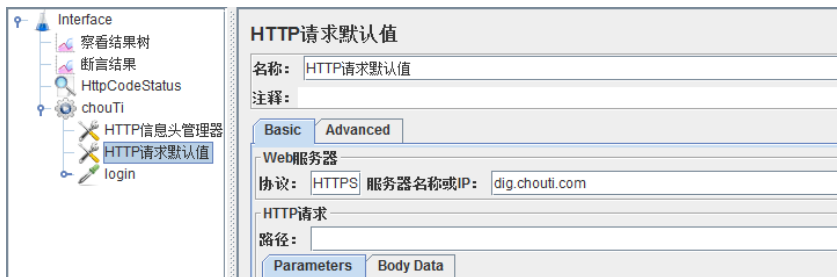 Interface
察看结果树
断言结果
HttpCodeStatus
chouTi
HTTP信息头管理器
HTTP请求默认值
login
HTTP请求默认值
名称： HTTP请求默认值
注释：
Basic Advanced
Web服务器
协议： HTTPS 服务器名称或IP： dig.chouti.com
HTTP请求
路径：
Parameters Body Data